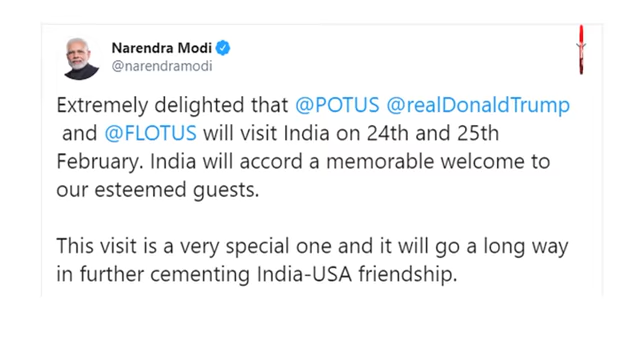 Narendra Modi
@narendramodi
Extremely delighted that @POTUS @realDonaldTrump
and @FLOTUS will visit India on 24th and 25th
February. India will accord a memorable welcome to
our esteemed guests.
This visit is a very special one and it will go a long way
in further cementing India-USA friendship.